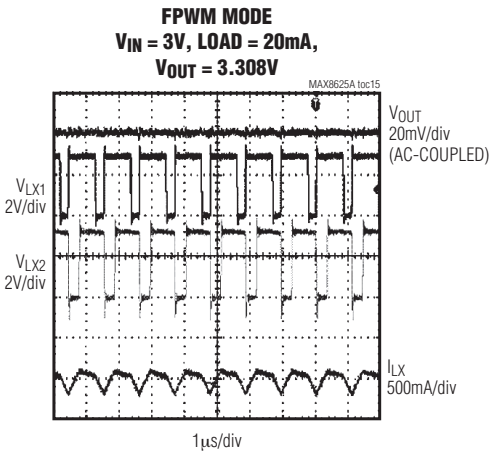 FPWM MODE
VIN = 3V, LOAD = 20mA,
VOUT = 3.308V
MAX8625A toc15
VOUT
20mV/div
(AC-COUPLED)
VLX1
2V/div
VLX2
2V/div
ILX
500mA/div
1μs/div